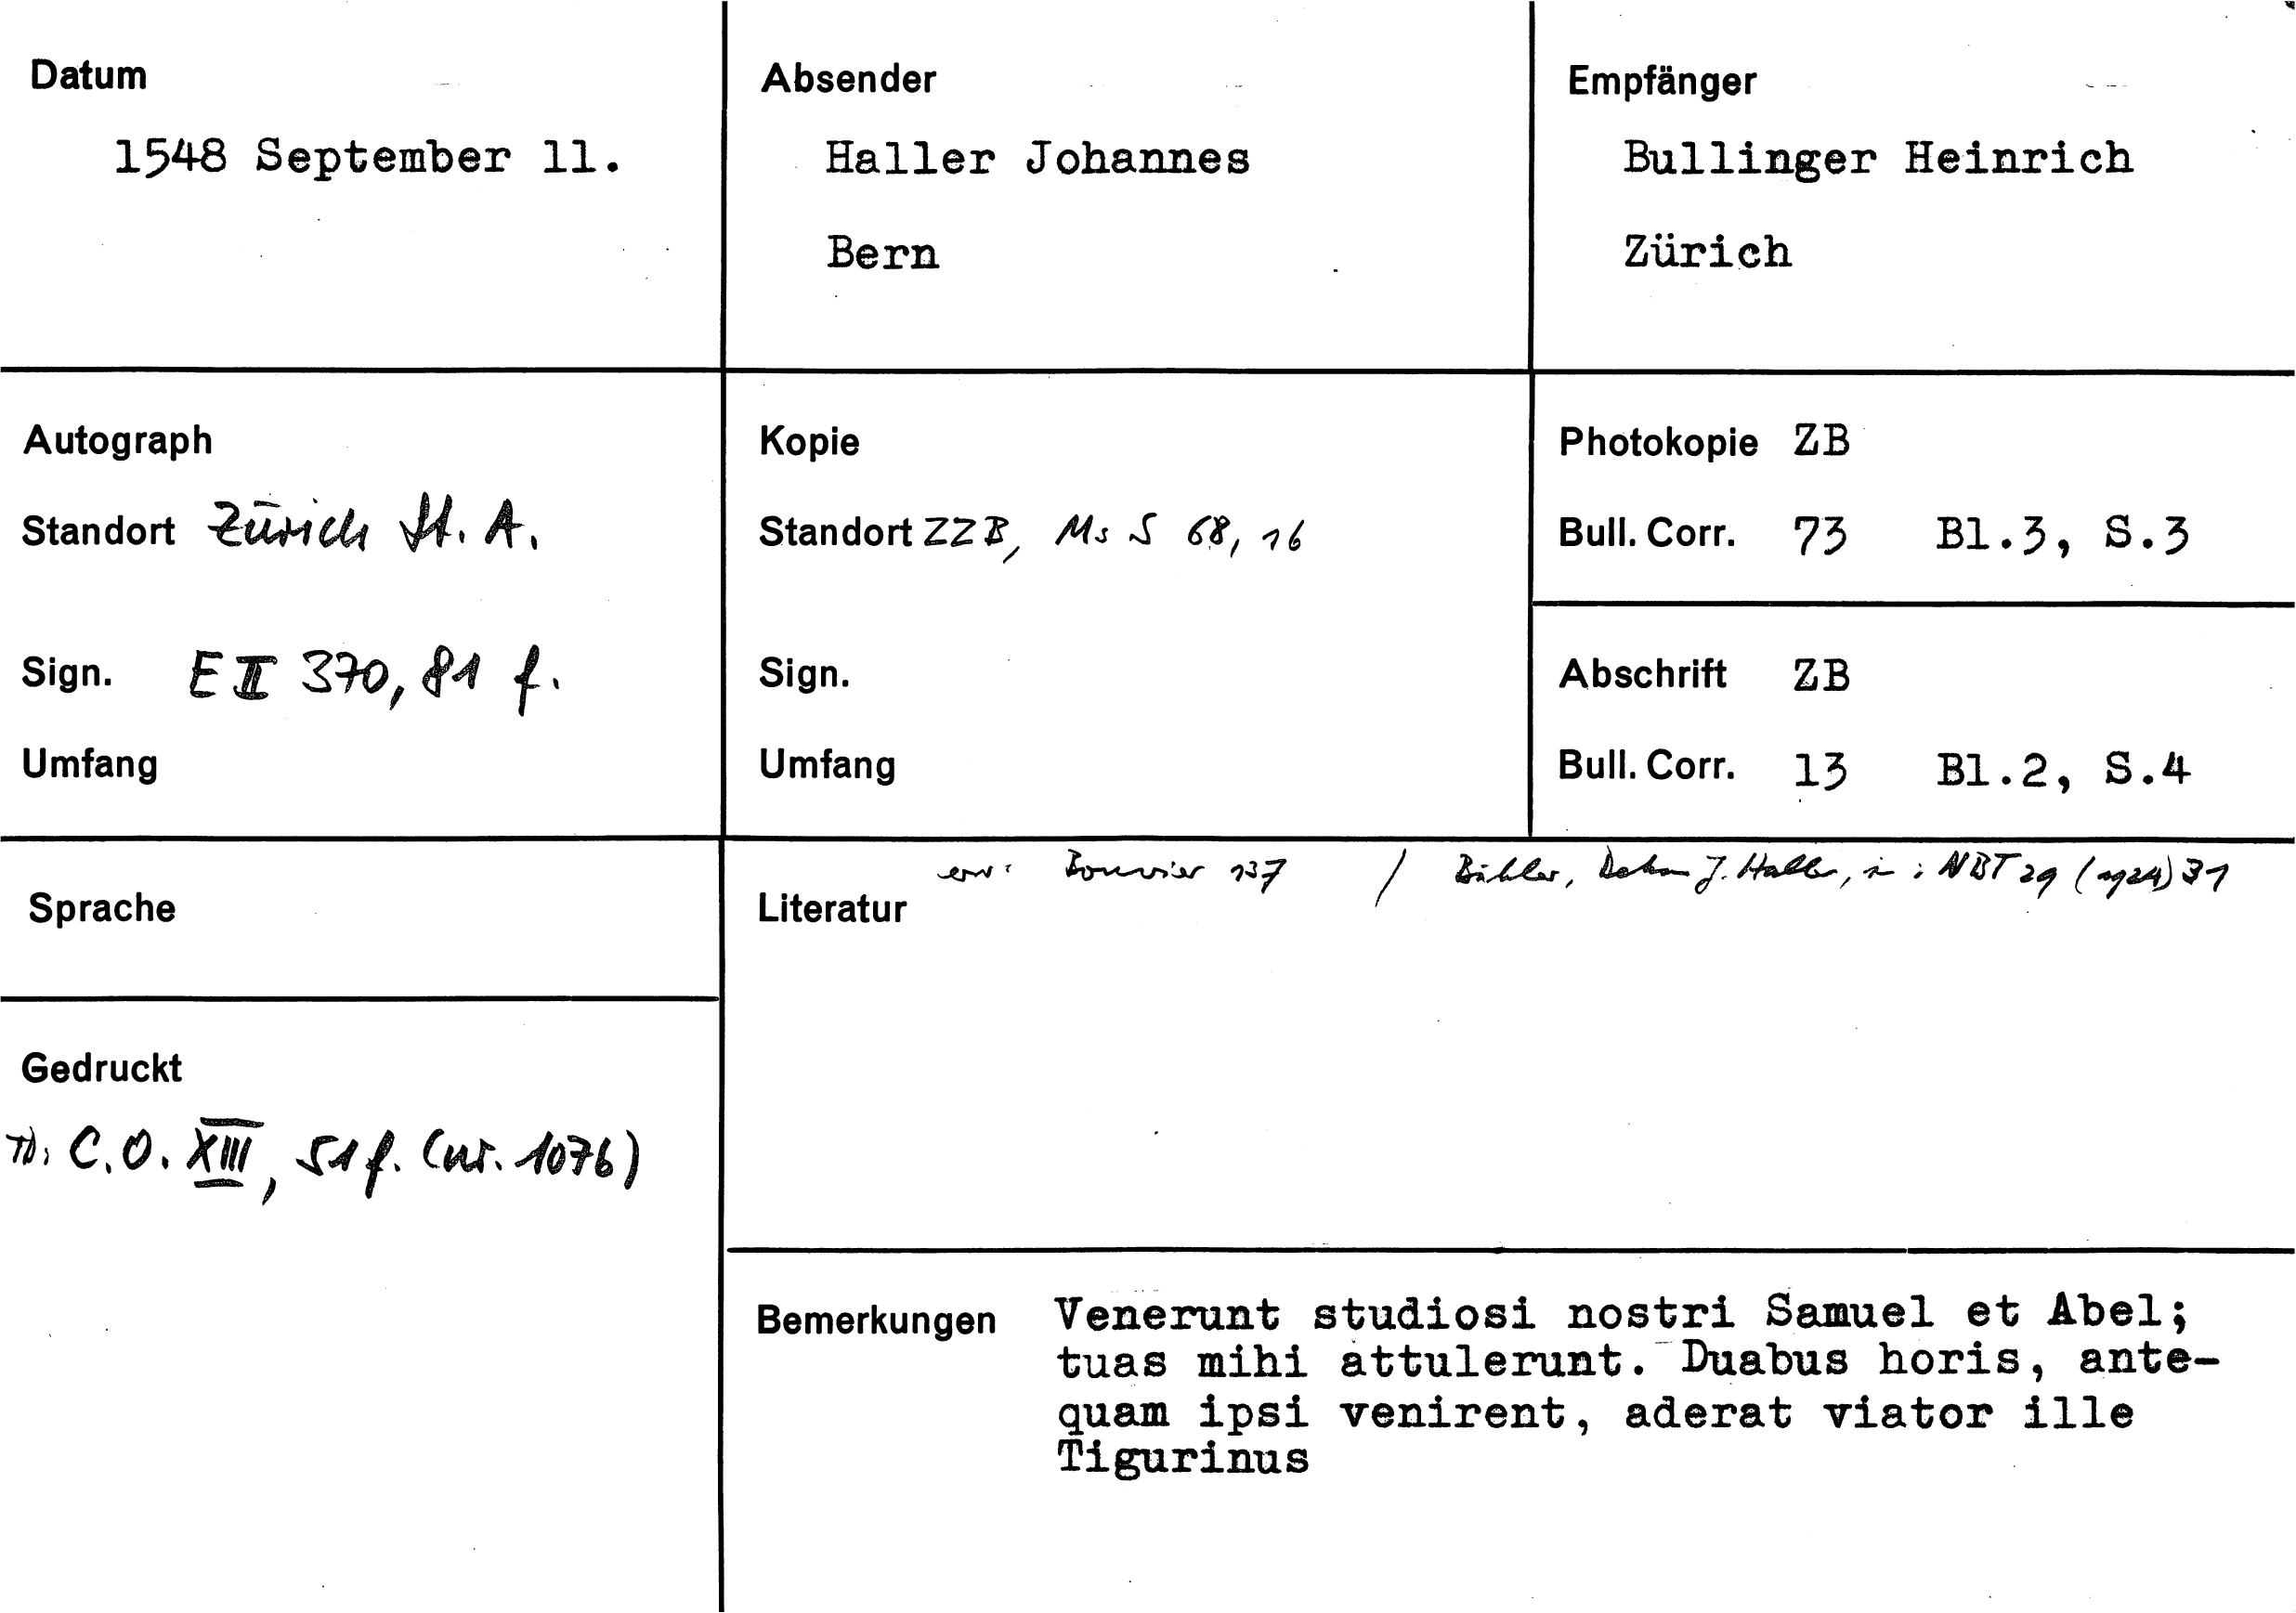 Datum
1548 September 11.
Absender
Haller Johannes
Bern
Empfänger
Bullinger Heinrich
Zürich
Autograph
Standort Zürich St. A.
Sign. E II 370, 81 f.
Umfang
Kopie
Standort ZZB, Ms S 68, 16
Sign.
Umfang
Photokopie ZB
Bull. Corr. 73 Bl.3, S.3
Abschrift ZB
Bull. Corr. 13 Bl.2, S.4
Sprache
Gedruckt
C.O. XIII, 51 f. (nr. 1076)
Literatur
erw: Bouvier 137 / Bähler, Dekan J. Haller, in: NBT 29 (1924) 31
Bemerkungen
Venerunt studiosi nostri Samuel et Abel;
tuas mihi attulerunt. Duabus horis, ante-
quam ipsi venirent, aderat viator ille
Tigurinus